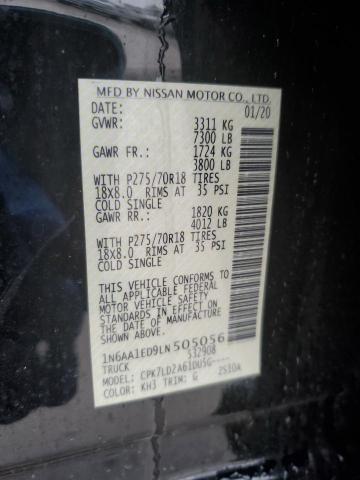 MFD BY NISSAN MOTOR CO., LTD.
DATE: 01/20
GVWR: 3311 KG
7300 LB
GAWR FR.: 1724 KG
3800 LB
WITH P275/70R18 TIRES
18X8.0 RIMS AT 35 PSI
COLD SINGLE
GAWR RR.: 1820 KG
4012 LB
WITH P275/70R18 TIRES
18X8.0 RIMS AT 35 PSI
COLD SINGLE
THIS VEHICLE CONFORMS TO
ALL APPLICABLE FEDERAL
MOTOR VEHICLE SAFETY
STANDARDS IN EFFECT ON
THE DATE OF MANUFACTURE
SHOWN ABOVE.
1N6AA1ED9LN505056
TRUCK 532908
MODEL: CPK7LD2A61DU5G----
COLOR: KH3 TRIM: G 2S10A